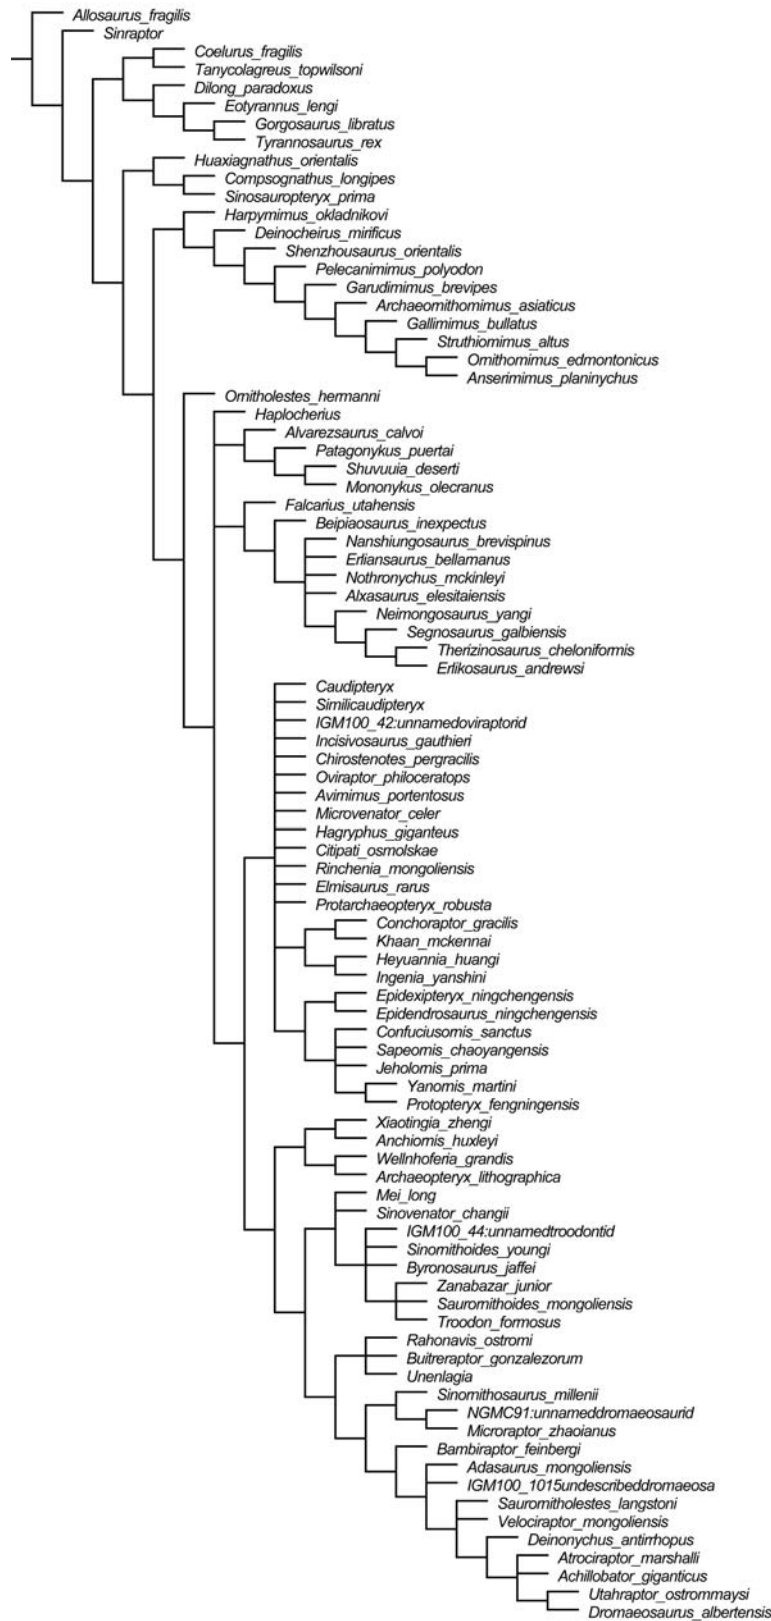 Allosaurus_fragilis
Sinraptor
Coelurus_fragilis
Tanycolagreus_topwilsoni
Dilong_paradoxus
Eotyrannus_lengi
Gorgosaurus_libratus
Tyrannosaurus_rex
Huaxiagnathus_orientalis
Compsognathus_longipes
Sinosauropteryx_prima
Harpymimus_okladnikovi
Deinocheirus_mirificus
Shenzhousaurus_orientalis
Pelecanimimus_polyodon
Garudimimus_brevipes
Archaeornithomimus_asiaticus
Gallimimus_bullatus
Struthiomimus_altus
Ornithomimus_edmontonicus
Anserimimus_planinychus
Ornitholestes_hermanni
Haplocherius
Alvarezsaurus_calvoi
Patagonykus_puertai
Shuvuuia_deserti
Mononykus_olecranus
Falcarius_utahensis
Beipiaosaurus_inexpectus
Nanshiungosaurus_brevispinus
Erliansaurus_bellamanus
Nothronychus_mckinleyi
Alxasaurus_elesitaiensis
Neimongosaurus_yangi
Segnosaurus_galbiensis
Therizinosaurus_cheloniformis
Erlikosaurus_andrewsi
Caudipteryx
Similicaudipteryx
IGM100_42:unnamedoviraptorid
Incisivosaurus_gauthieri
Chirostenotes_pergracilis
Oviraptor_philoceratops
Avimimus_portentosus
Microvenator_celer
Hagryphus_giganteus
Citipati_osmolskae
Rinchenia_mongoliensis
Elmisaurus_rarus
Protarchaeopteryx_robusta
Conchoraptor_gracilis
Khaan_mckennai
Heyuannia_huangi
Ingenia_yanshini
Epidexipteryx_ningchengensis
Epidendrosaurus_ningchengensis
Confuciusornis_sanctus
Sapeornis_chaoyangensis
Jeholornis_prima
Yanornis_martini
Protopteryx_fengningensis
Xiaotingia_zhengi
Anchiornis_huxleyi
Wellnhoferia_grandis
Archaeopteryx_lithographica
Mei_long
Sinovenator_changii
IGM100_44:unnamedtroodontid
Sinornithoides_youngi
Byronosaurus_jaffei
Zanabazar_junior
Saurornithoides_mongoliensis
Troodon_formosus
Rahonavis_ostromi
Buitreraptor_gonzalezorum
Unenlagia
Sinornithosaurus_millenii
NGMC91:unnameddromaeosaurid
Microraptor_zhaoianus
Bambiraptor_feinbergi
Adasaurus_mongoliensis
IGM100_1015undescribeddromaeosa
Saurornitholestes_langstoni
Velociraptor_mongoliensis
Deinonychus_antirrhopus
Atrociraptor_marshalli
Achillobator_giganticus
Utahraptor_ostrommaysi
Dromaeosaurus_albertensis